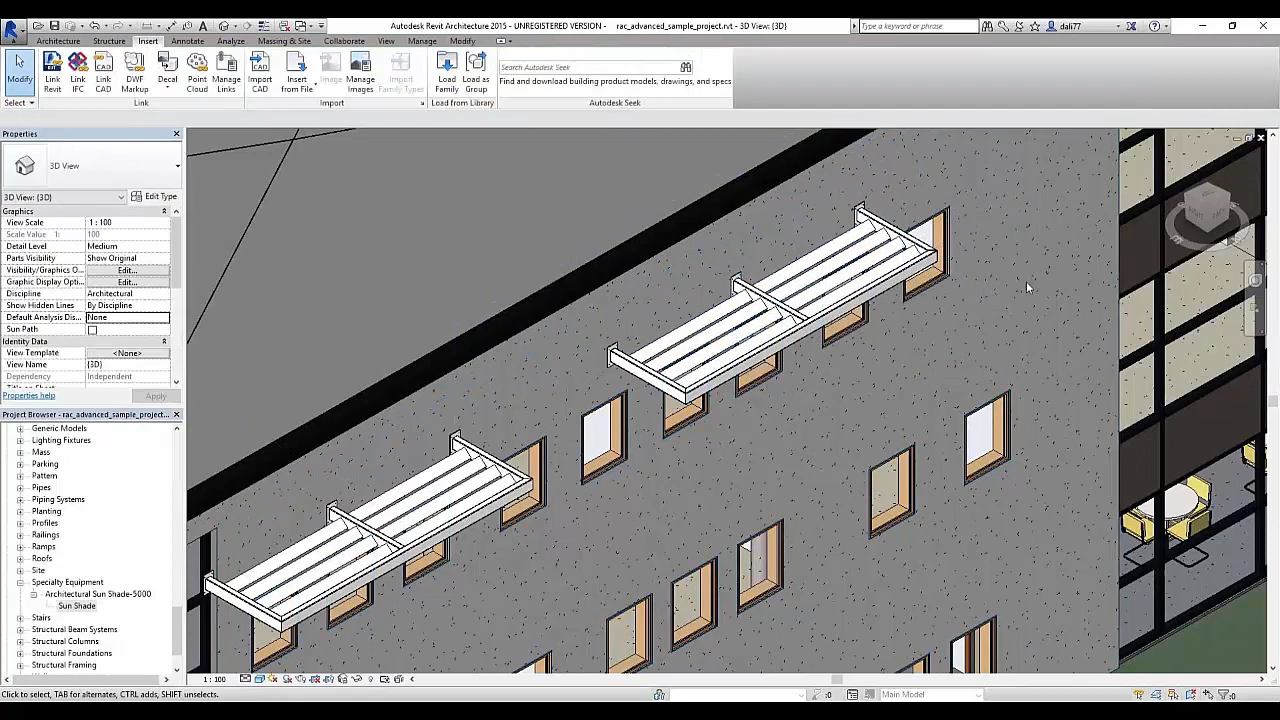 Autodesk Revit Architecture 2015 - UNREGISTERED VERSION - rac_advanced_sample_project.rvt - 3D View: {3D}
Type a keyword or phrase
dali77
Architecture Structure Insert Annotate Analyze Massing & Site Collaborate View Manage Modify
Modify
Link Revit
Link IFC
Link CAD
DWF Markup
Decal
Point Cloud
Manage Links
Import CAD
Insert from File
Image
Manage Images
Import Family Types
Load Family
Load as Group
Search Autodesk Seek
Find and download building product models, drawings, and specs
Select
Link
Import
Load from Library
Autodesk Seek
Properties
3D View
3D View: {3D}
Edit Type
Graphics
View Scale 1 : 100
Scale Value 1: 100
Detail Level Medium
Parts Visibility Show Original
Visibility/Graphics O... Edit...
Graphic Display Opti... Edit...
Discipline Architectural
Show Hidden Lines By Discipline
Default Analysis Dis... None
Sun Path
Identity Data
View Template <None>
View Name {3D}
Dependency Independent
Properties help
Apply
Project Browser - rac_advanced_sample_project...
Generic Models
Lighting Fixtures
Mass
Parking
Pattern
Pipes
Piping Systems
Planting
Profiles
Railings
Ramps
Roofs
Site
Specialty Equipment
Architectural Sun Shade-5000
Sun Shade
Stairs
Structural Beam Systems
Structural Columns
Structural Foundations
Structural Framing
1 : 100
Click to select, TAB for alternates, CTRL adds, SHIFT unselects.
:0
Main Model
:0